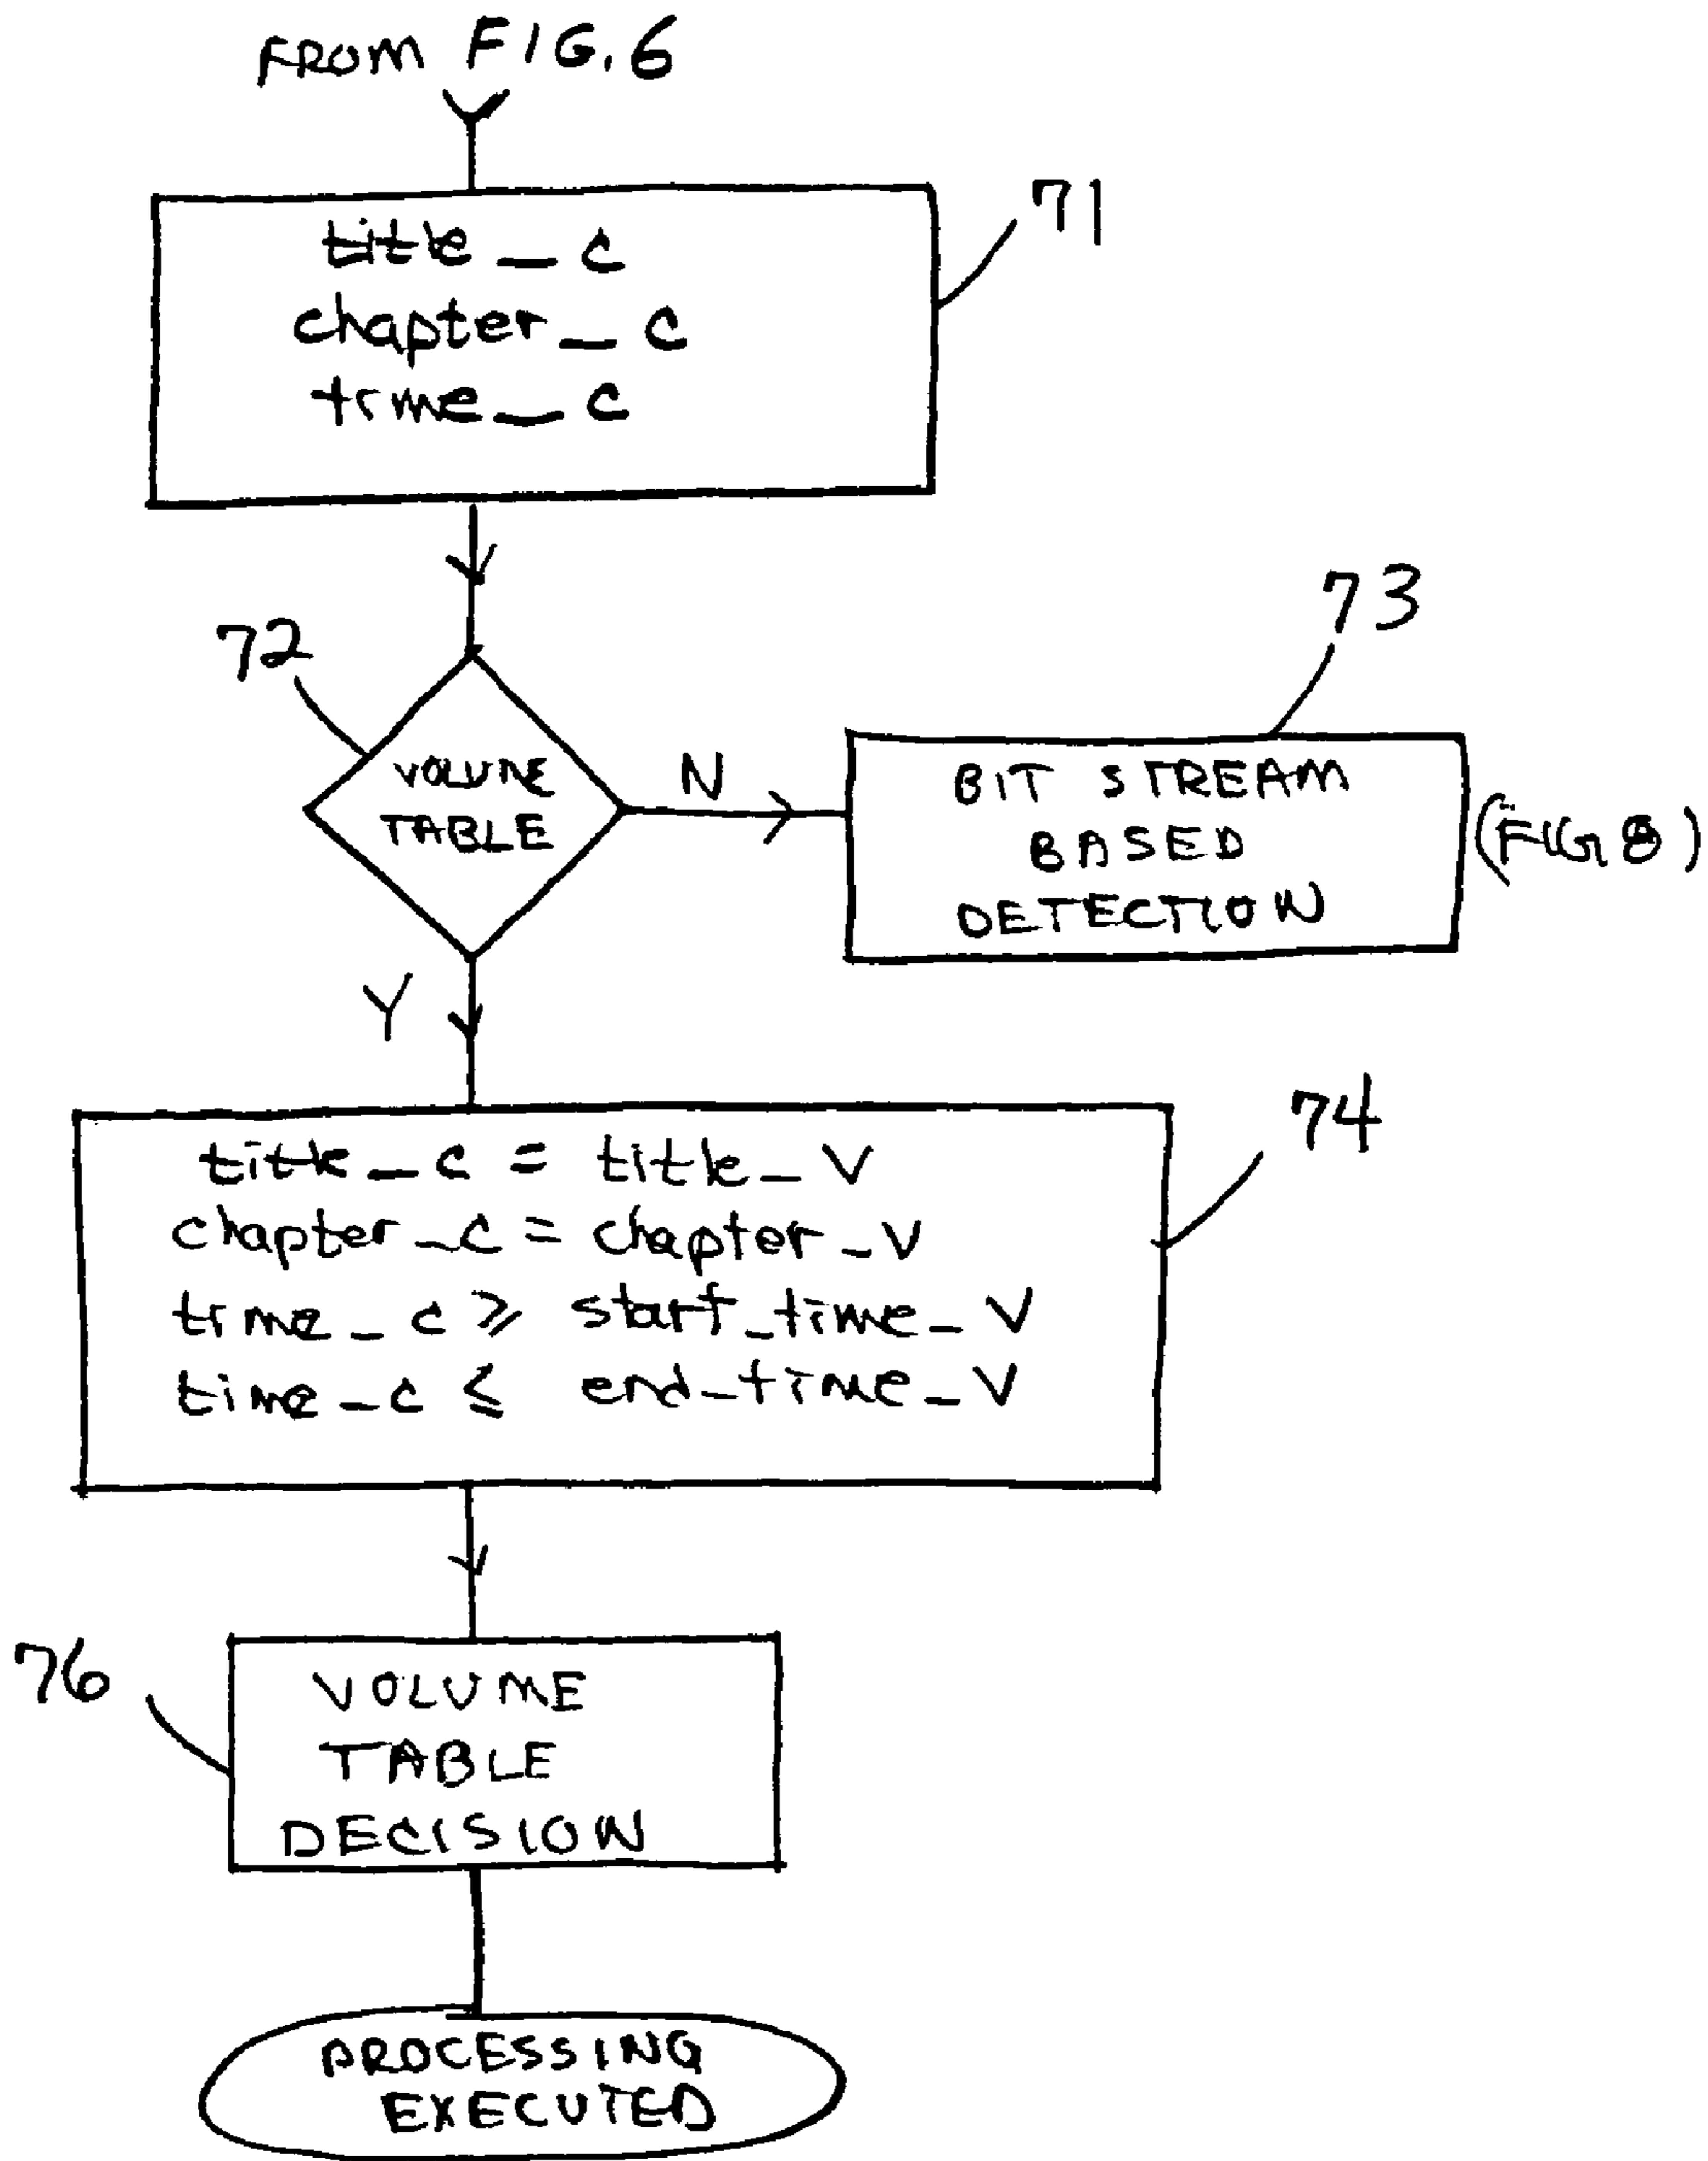 FROM FIG. 6
71
title_c
chapter_c
time_c
72
73
VOLUME
TABLE
N
BIT STREAM
BASED
DETECTION
(FIG 8)
Y
74
title_c = title_v
chapter_c = chapter_v
time_c ≥ start_time_v
time_c ≤ end_time_v
76
VOLUME
TABLE
DECISION
PROCESSING
EXECUTED